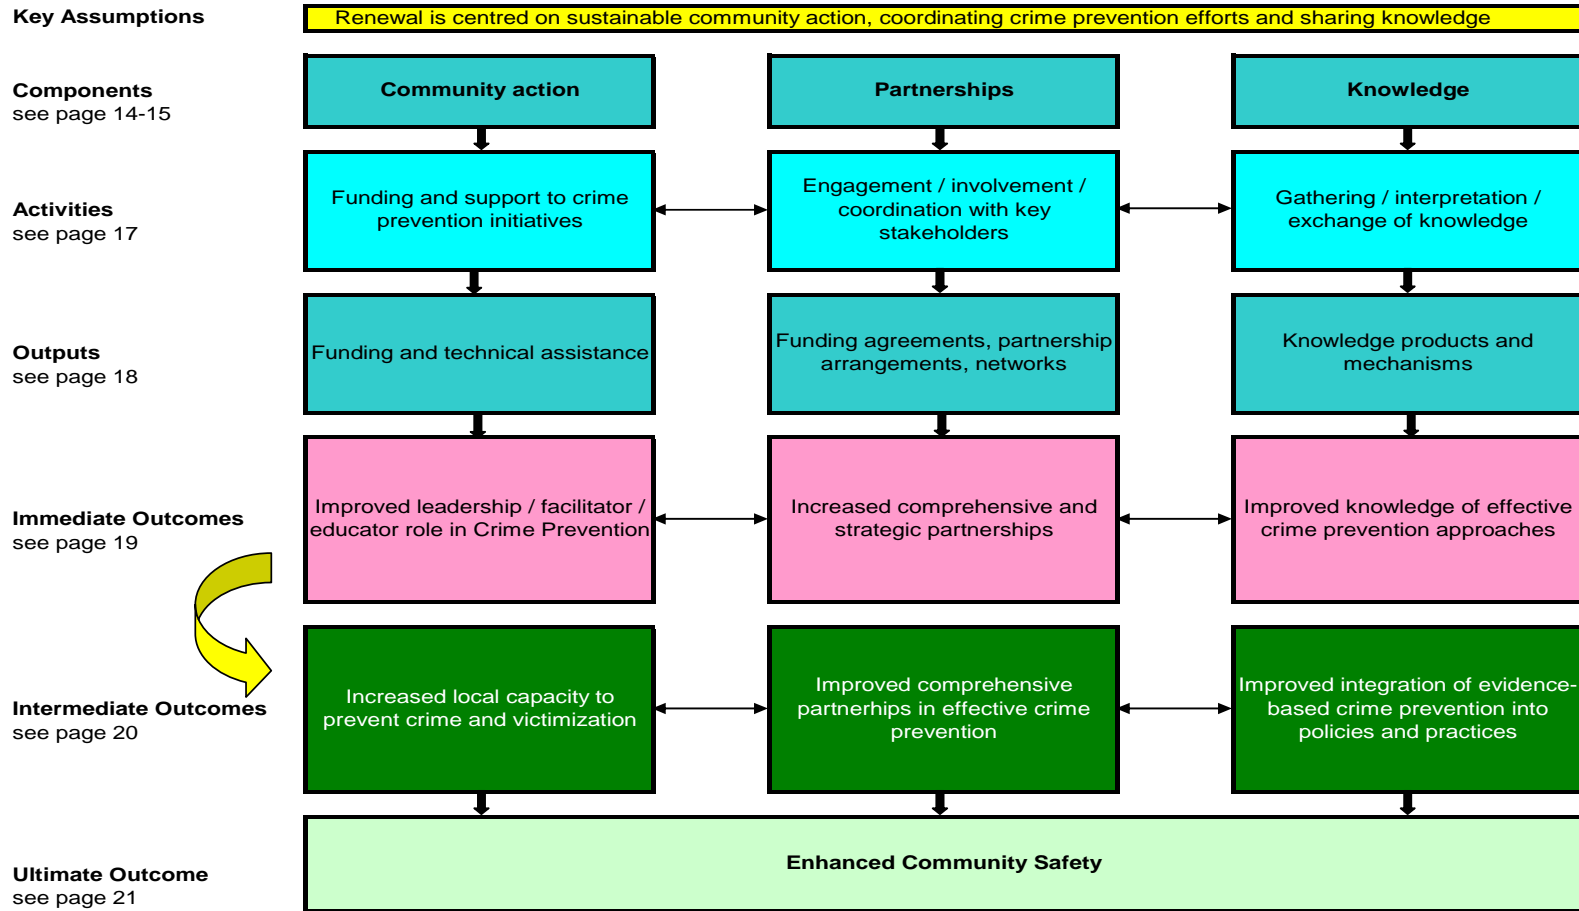 Key Assumptions
Renewal is centred on sustainable community action, coordinating crime prevention efforts and sharing knowledge
Components
see page 14-15
Community action
Partnerships
Knowledge
Activities
see page 17
Funding and support to crime
prevention initiatives
Engagement / involvement /
coordination with key
stakeholders
Gathering / interpretation /
exchange of knowledge
Outputs
see page 18
Funding and technical assistance
Funding agreements, partnership
arrangements, networks
Knowledge products and
mechanisms
Immediate Outcomes
see page 19
Improved leadership / facilitator /
educator role in Crime Prevention
Increased comprehensive and
strategic partnerships
Improved knowledge of effective
crime prevention approaches
Intermediate Outcomes
see page 20
Increased local capacity to
prevent crime and victimization
Improved comprehensive
partnerhips in effective crime
prevention
Improved integration of evidence-
based crime prevention into
policies and practices
Ultimate Outcome
see page 21
Enhanced Community Safety